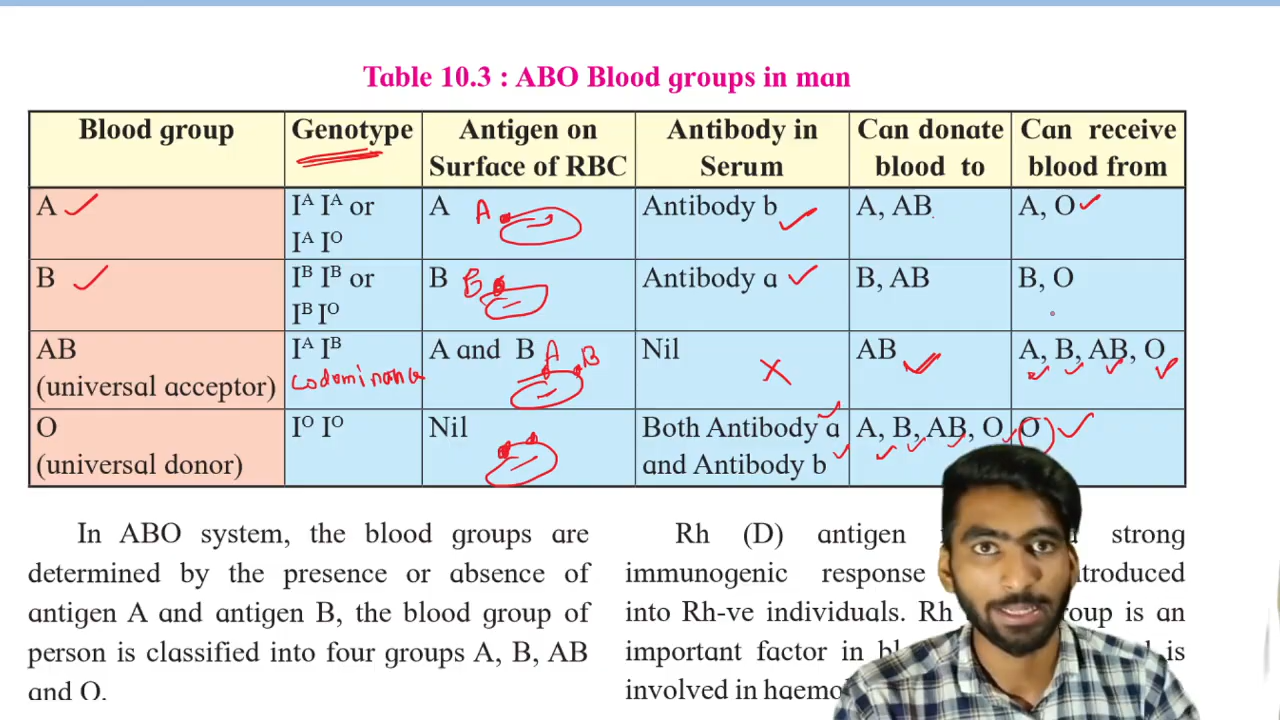 Table 10.3 : ABO Blood groups in man
Blood group Genotype Antigen on Surface of RBC Antibody in Serum Can donate blood to Can receive blood from
A Iᴬ Iᴬ or Iᴬ Iᴼ A A Antibody b A, AB A, O
B Iᴮ Iᴮ or Iᴮ Iᴼ B B Antibody a B, AB B, O
AB (universal acceptor) Iᴬ Iᴮ codominance A and B A B Nil AB A, B, AB, O
O (universal donor) Iᴼ Iᴼ Nil Both Antibody a and Antibody b A, B, AB, O O
In ABO system, the blood groups are
determined by the presence or absence of
antigen A and antigen B, the blood group of
person is classified into four groups A, B, AB
and O.
Rh (D) antigen strong
immunogenic response
into Rh-ve individuals. Rh is an
important factor in is
involved in